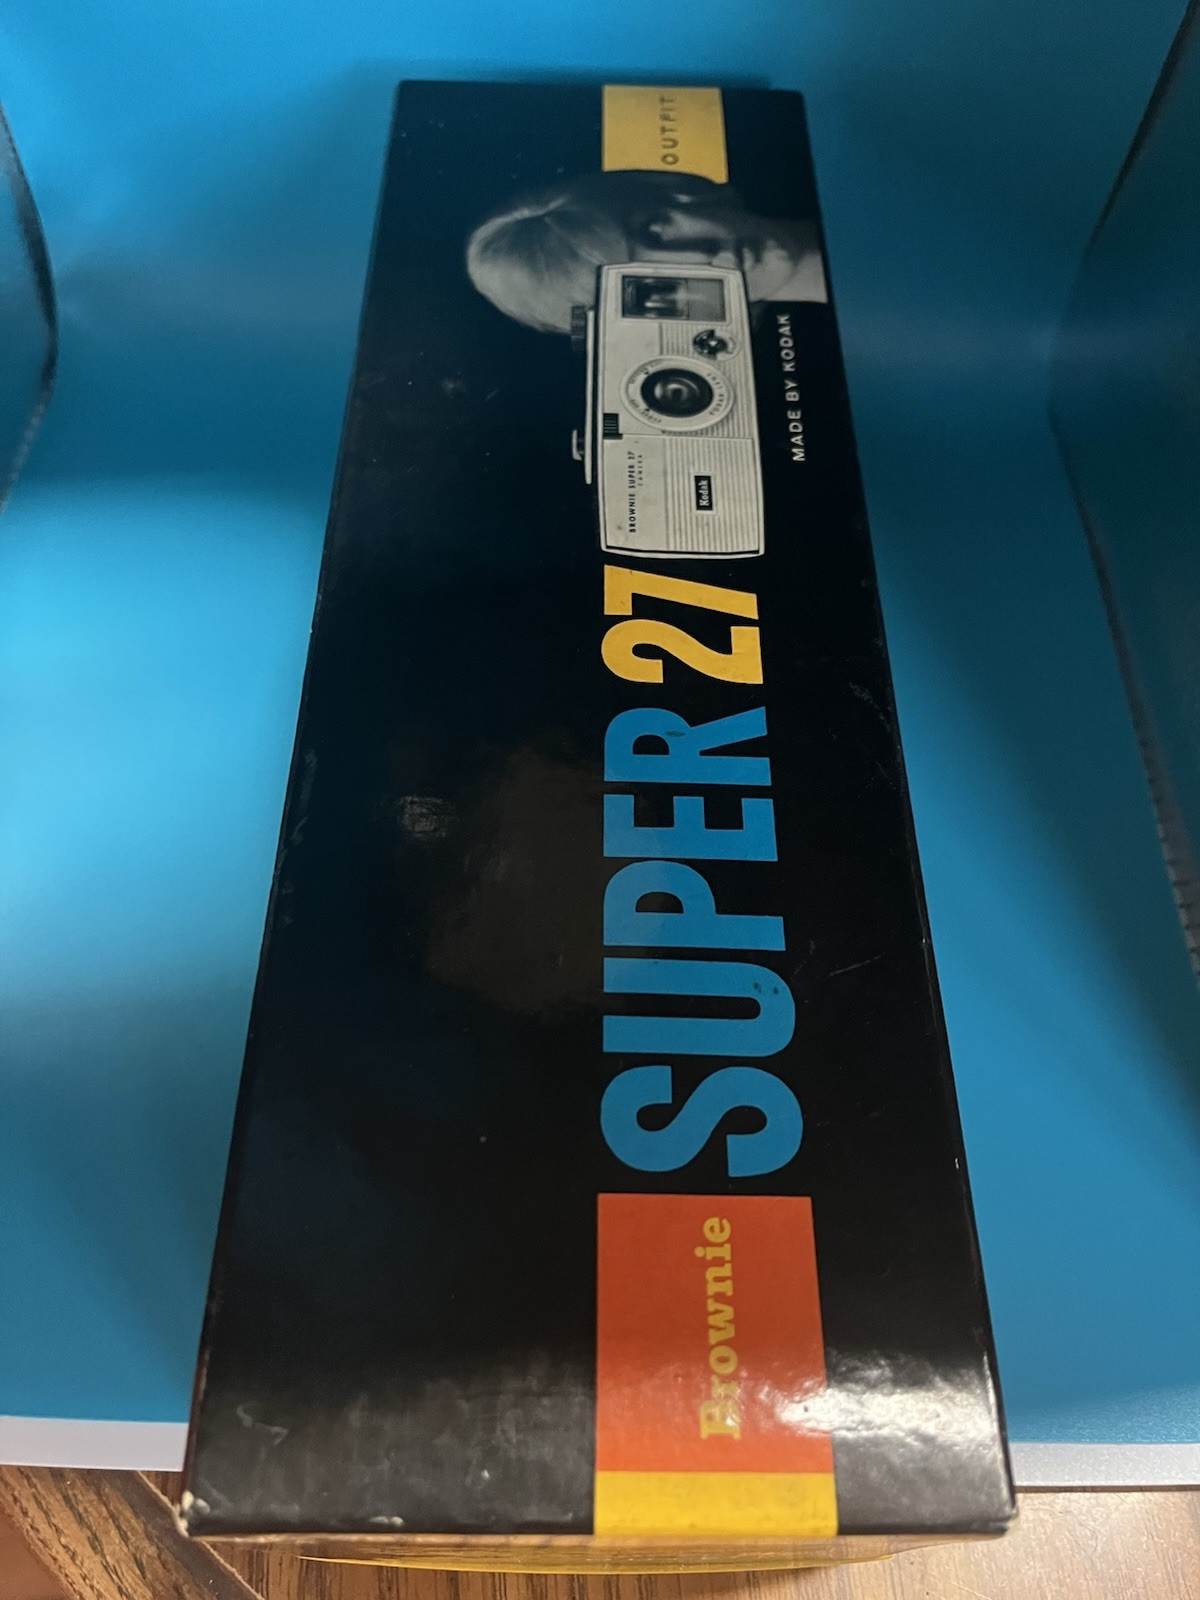 Brownie
SUPER 27
OUTFIT
MADE BY KODAK
BROWNIE SUPER 27
CAMERA
Kodak